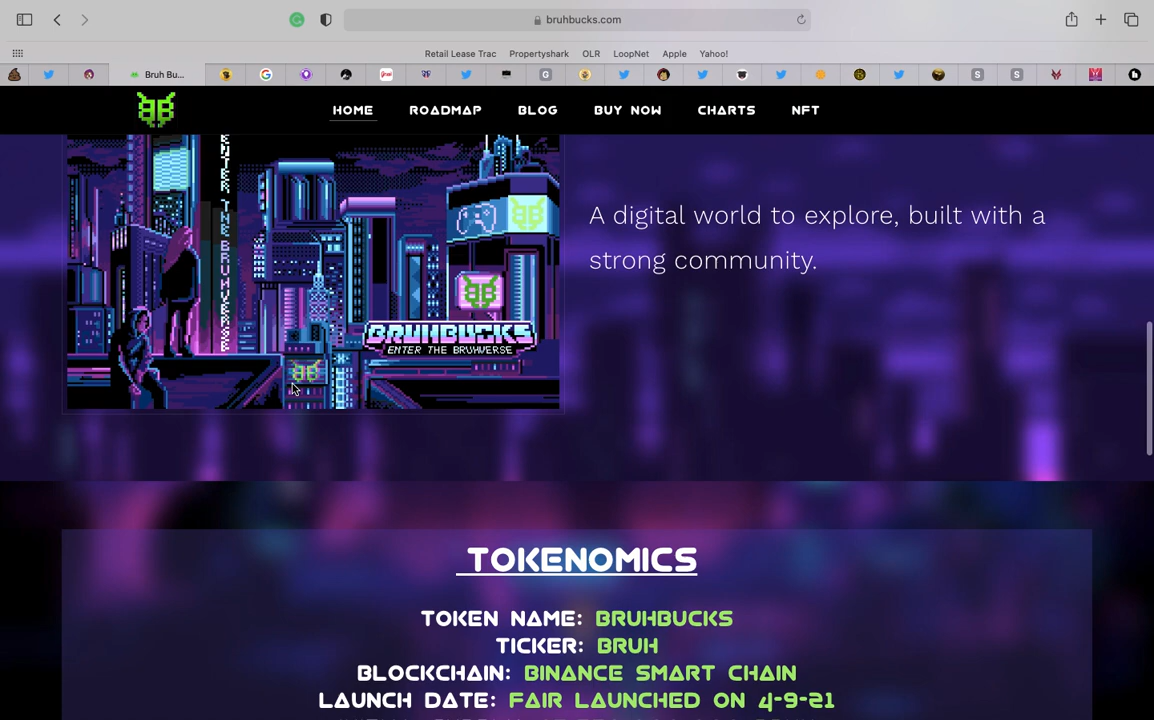 bruhbucks.com
Retail Lease Trac Propertyshark OLR LoopNet Apple Yahoo!
Bruh Bu...
HOME ROADMAP BLOG BUY NOW CHARTS NFT
ENTER THE BRUHVERSE
A digital world to explore, built with a
strong community.
BRUHBUCKS
ENTER THE BRUHVERSE
TOKENOMICS
TOKEN NAME: BRUHBUCKS
TICKER: BRUH
BLOCKCHAIN: BINANCE SMART CHAIN
LAUNCH DATE: FAIR LAUNCHED ON 4-9-21